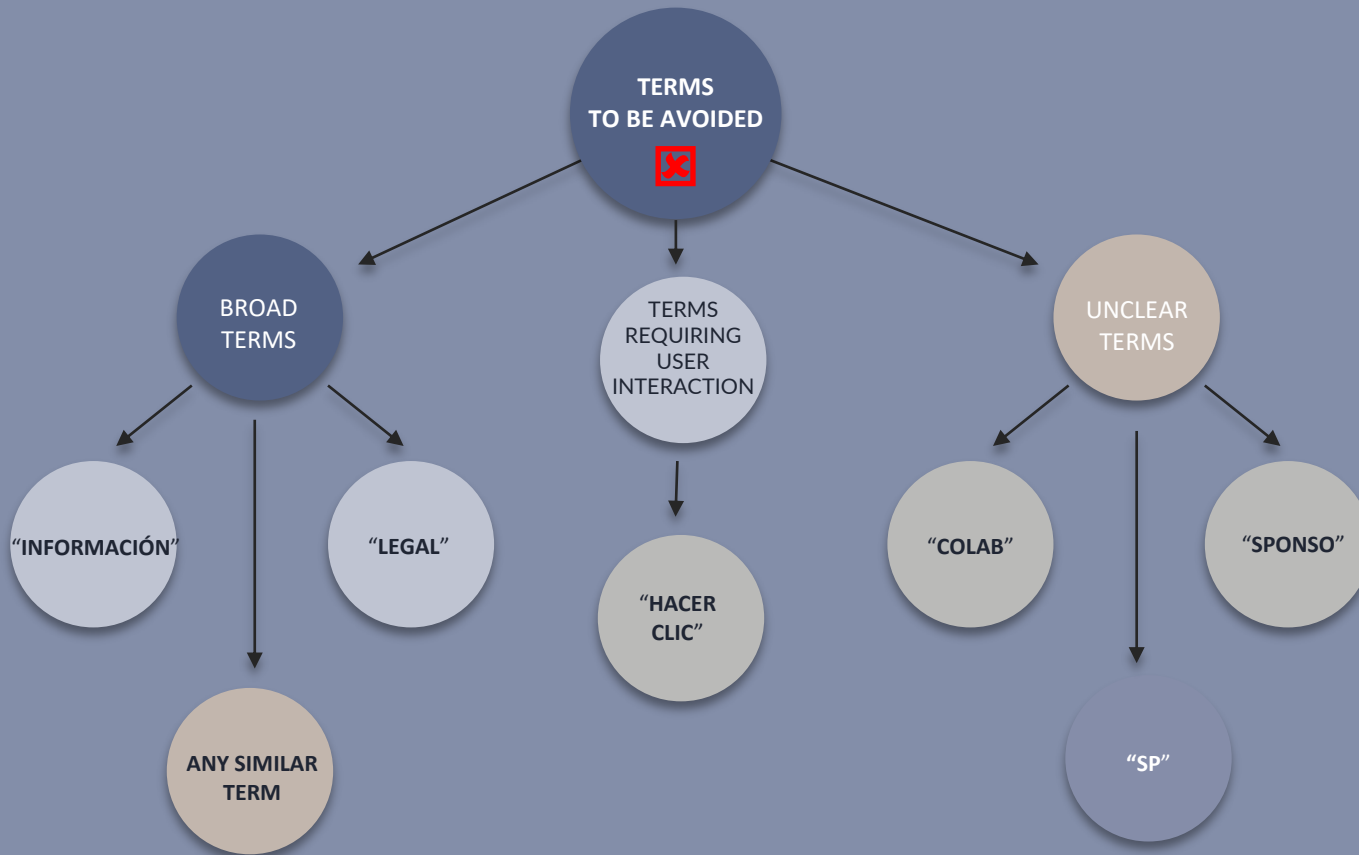 TERMS
TO BE AVOIDED
BROAD
TERMS
TERMS
REQUIRING
USER
INTERACTION
UNCLEAR
TERMS
“INFORMACIÓN”
“LEGAL”
“HACER
CLIC”
“COLAB”
“SPONSO”
ANY SIMILAR
TERM
“SP”